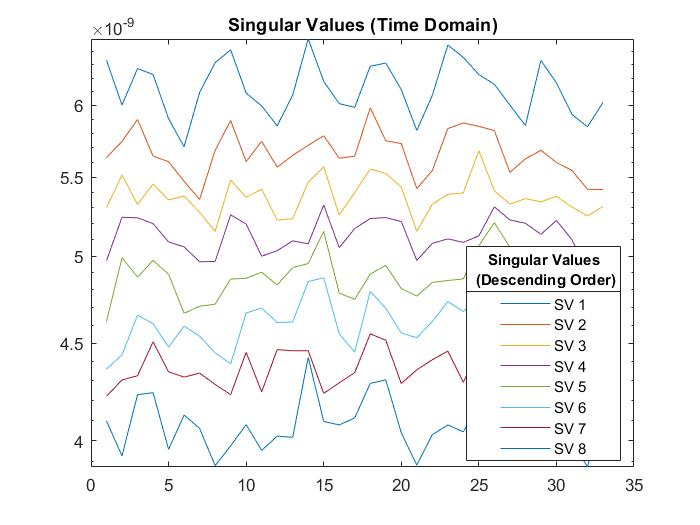 Singular Values (Time Domain)
×10⁻⁹
6
5.5
5
4.5
4
0 5 10 15 20 25 30 35
Singular Values
(Descending Order)
SV 1
SV 2
SV 3
SV 4
SV 5
SV 6
SV 7
SV 8